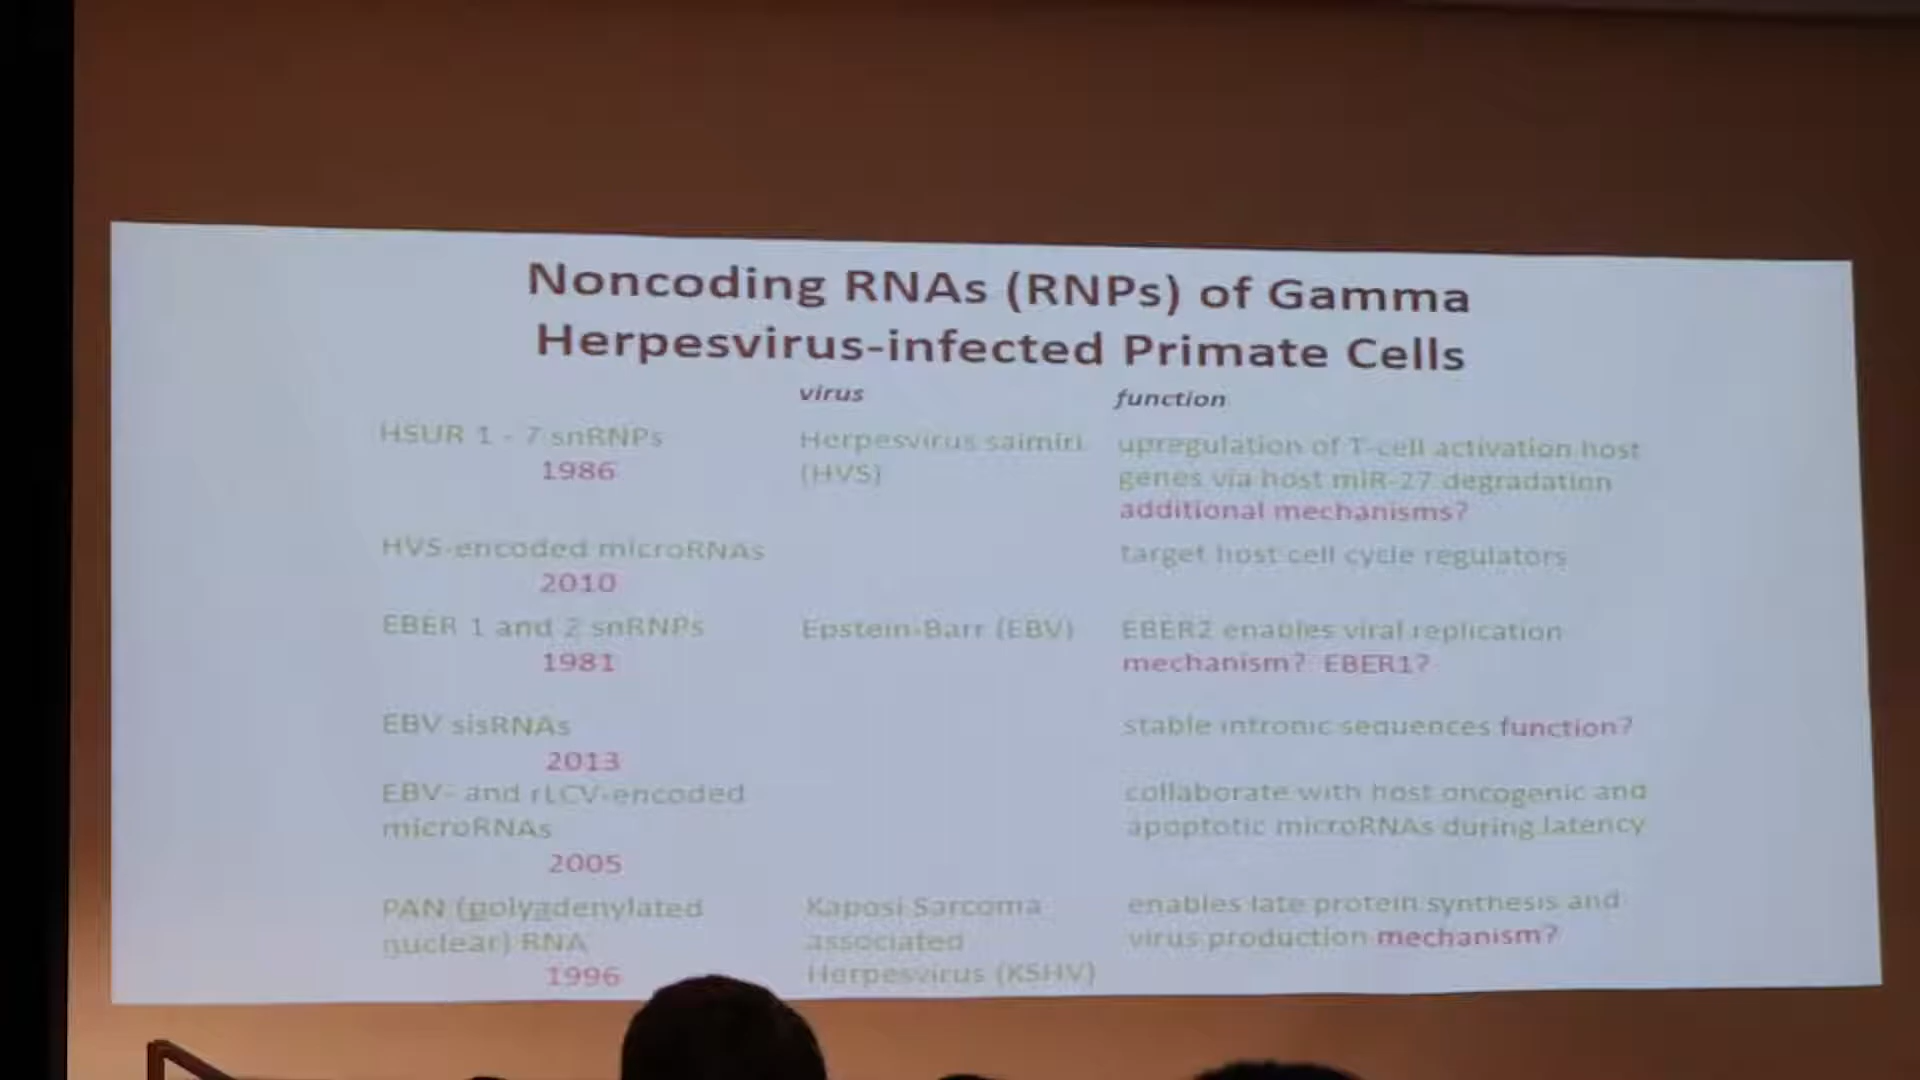 Noncoding RNAs (RNPs) of Gamma
Herpesvirus-infected Primate Cells
virus function
HSUR 1 - 7 snRNPs Herpesvirus saimiri upregulation of T-cell activation host
1986 (HVS) genes via host miR-27 degradation
additional mechanisms?
HVS-encoded microRNAs target host cell cycle regulators
2010
EBER 1 and 2 snRNPs Epstein-Barr (EBV) EBER2 enables viral replication
1981 mechanism? EBER1?
EBV sisRNAs stable intronic sequences function?
2013
EBV- and rLCV-encoded collaborate with host oncogenic and
microRNAs apoptotic microRNAs during latency
2005
PAN (polyadenylated Kaposi Sarcoma enables late protein synthesis and
nuclear) RNA associated virus production mechanism?
1996 Herpesvirus (KSHV)